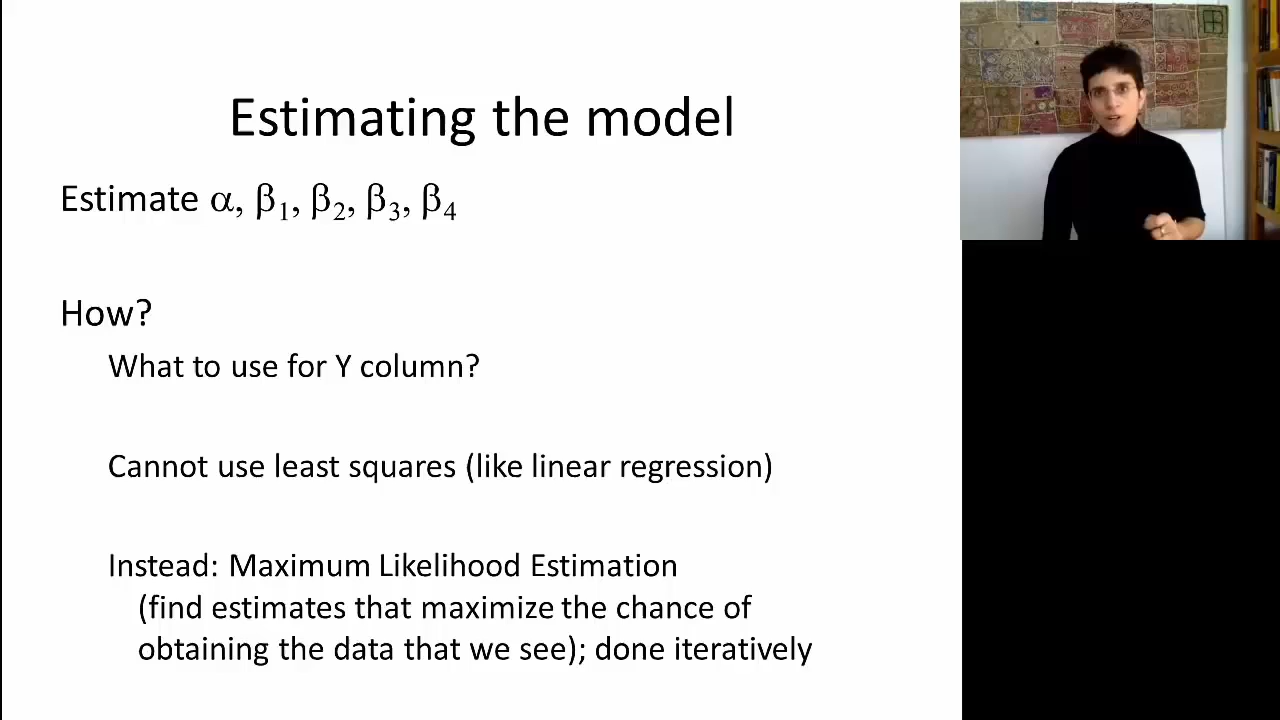 Estimating the model
Estimate α, β₁, β₂, β₃, β₄
How?
What to use for Y column?
Cannot use least squares (like linear regression)
Instead: Maximum Likelihood Estimation
(find estimates that maximize the chance of
obtaining the data that we see); done iteratively